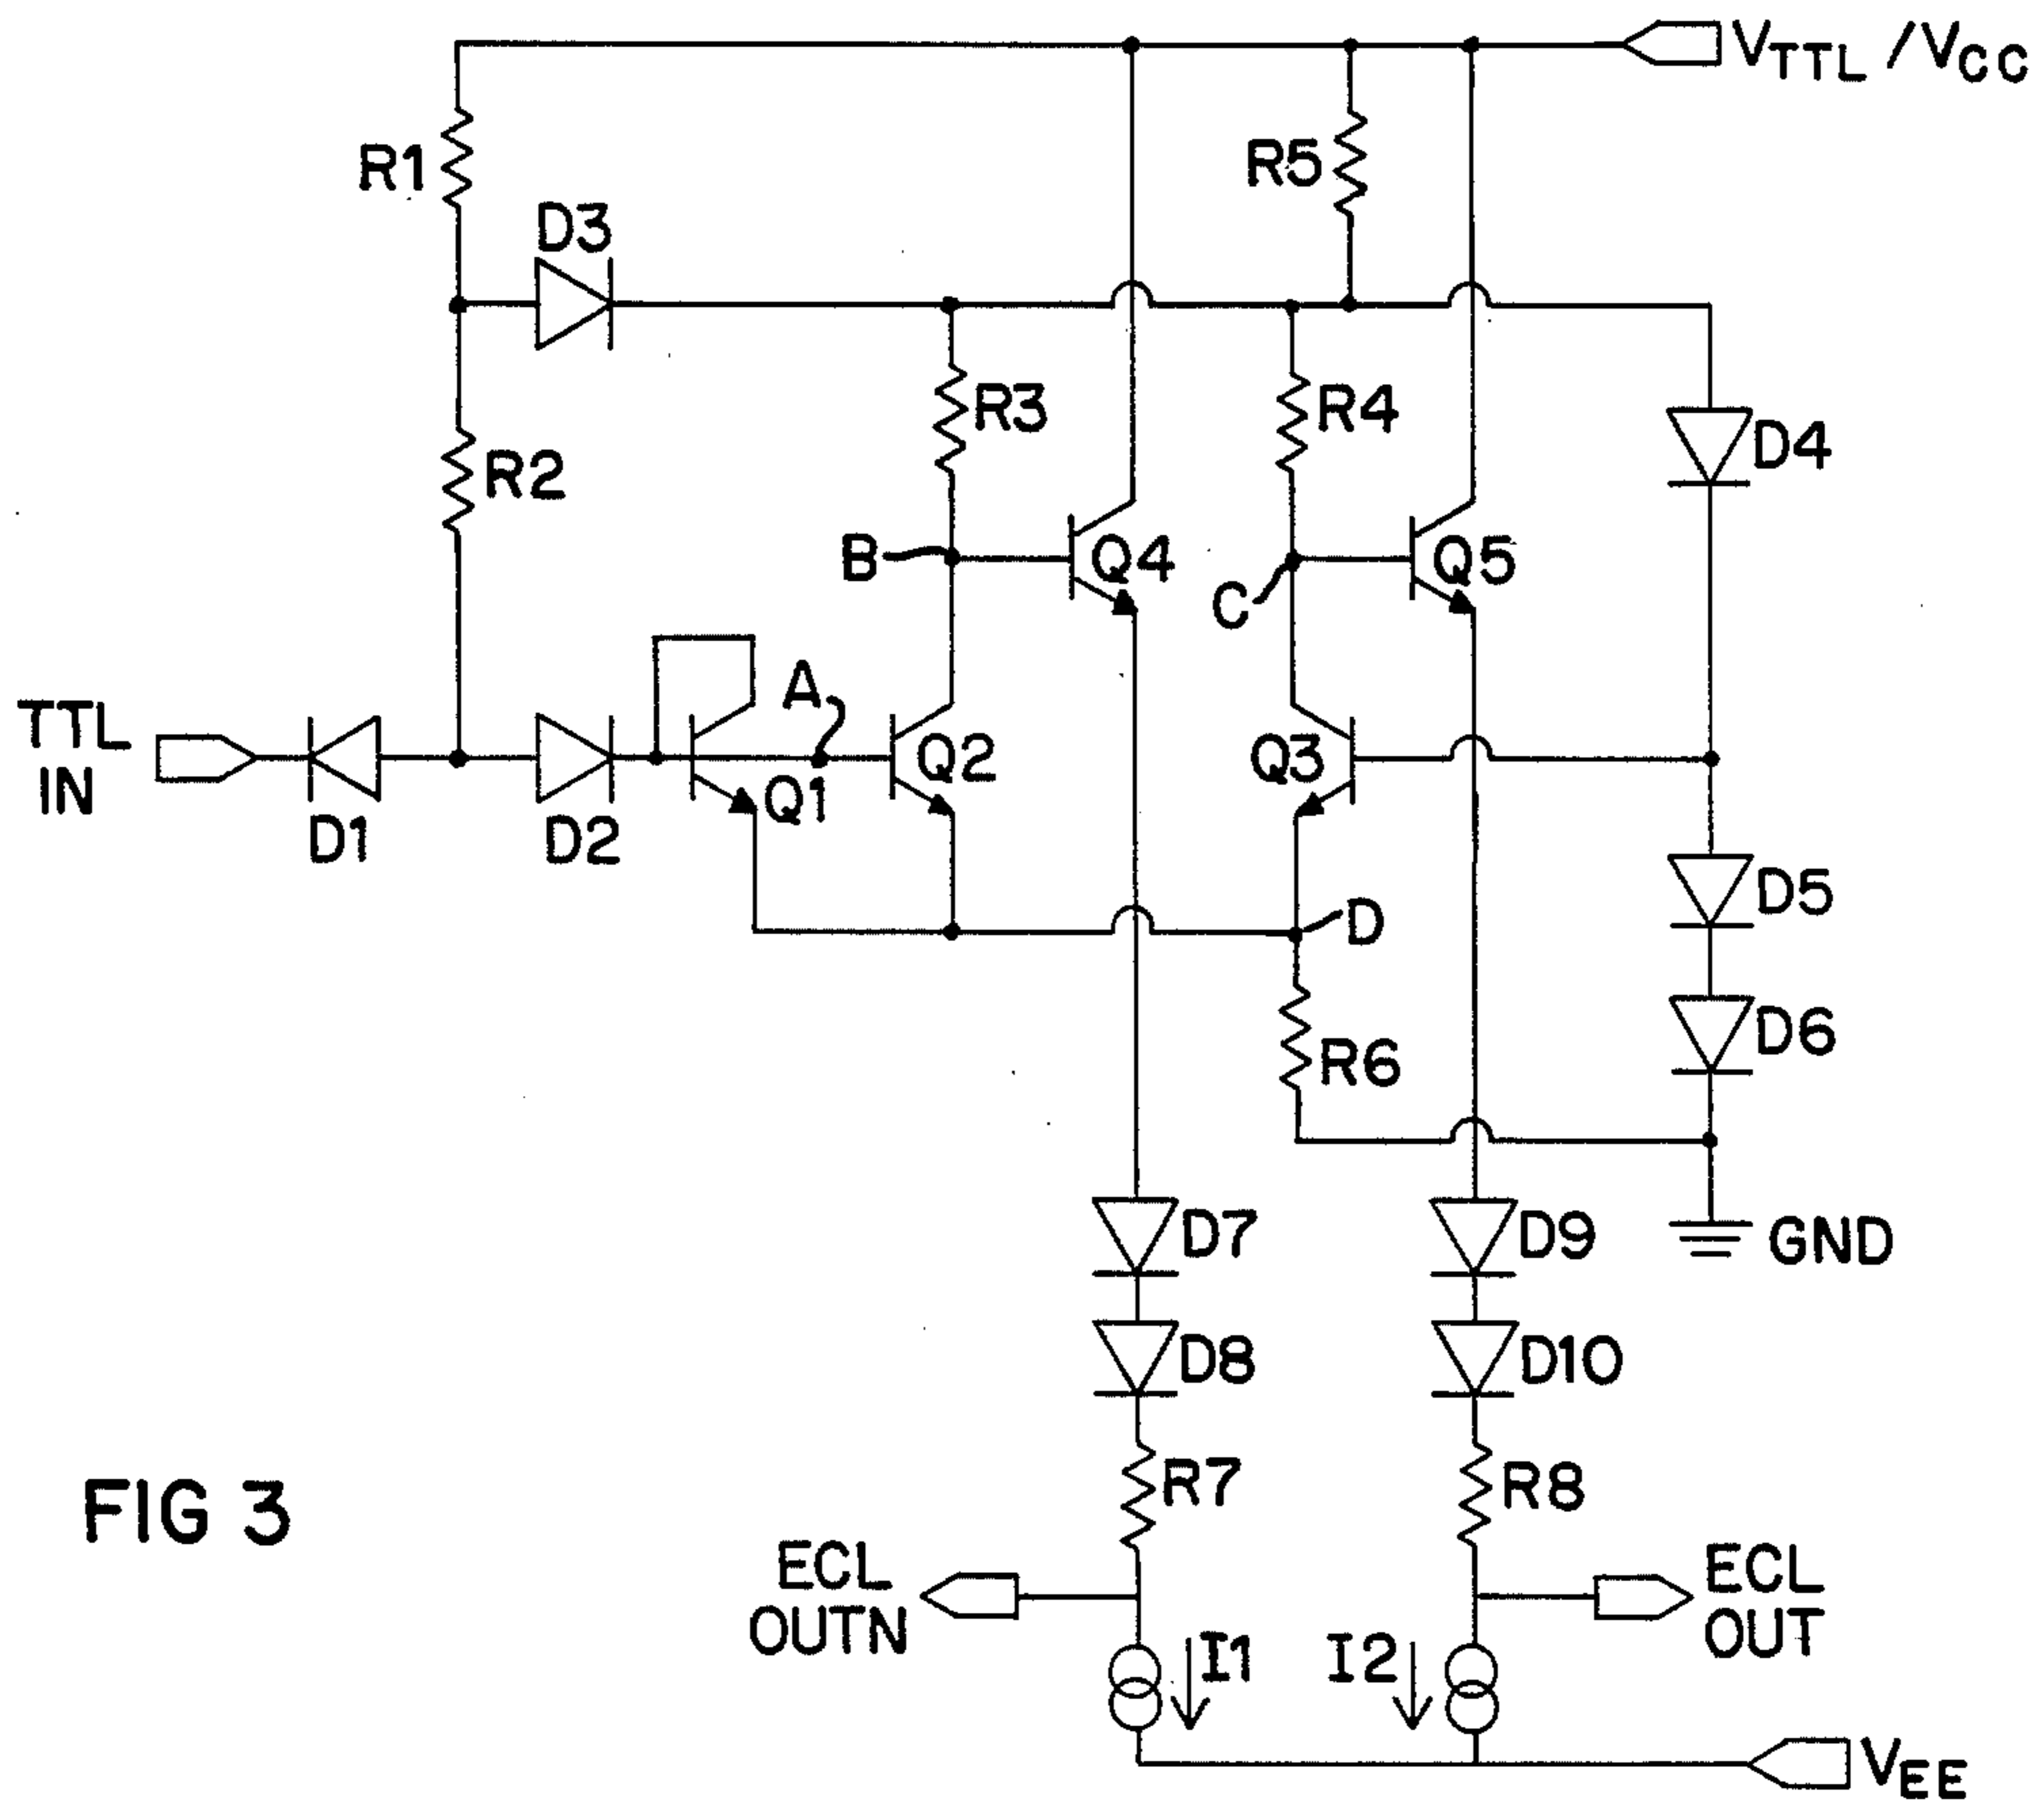 VTTL /VCC
R1
R5
D3
R3
R4
D4
R2
B
Q4
Q5
C
A
TTL
IN
Q2
Q3
Q1
D1
D2
D5
D
D6
R6
D7
D9
GND
D8
D10
R7
R8
FIG 3
ECL
OUTN
ECL
OUT
I1
I2
VEE